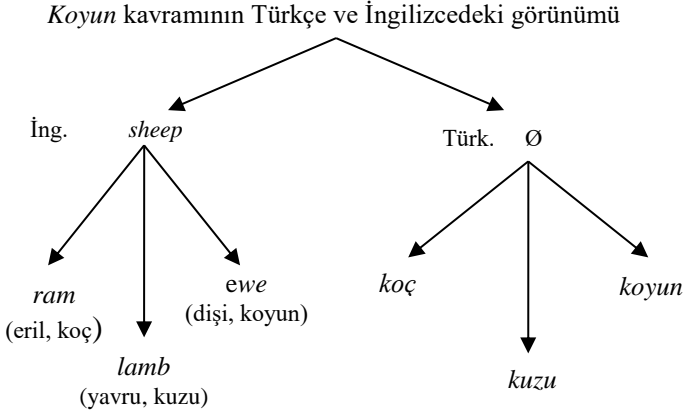 Koyun kavramının Türkçe ve İngilizcedeki görünümü
İng. sheep
Türk. Ø
ram
(eril, koç)
ewe
(dişi, koyun)
lamb
(yavru, kuzu)
koç
koyun
kuzu